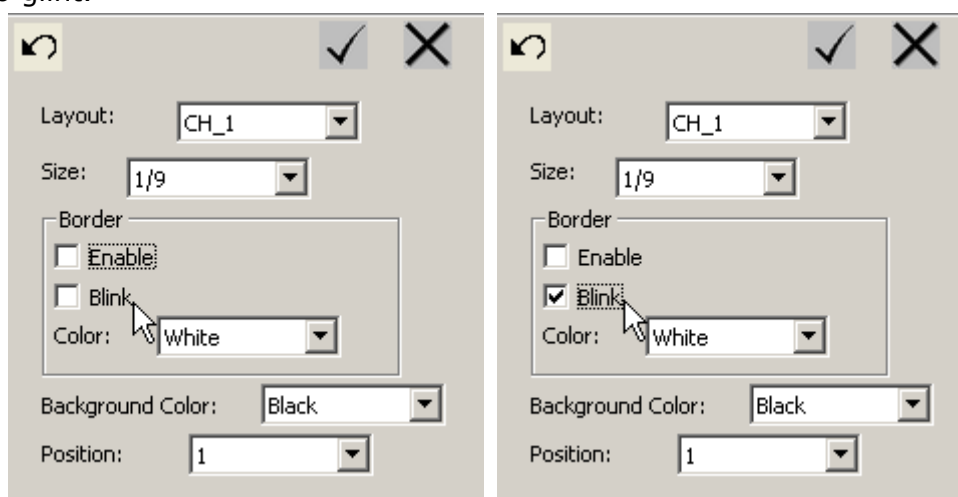 Layout: CH_1
Size: 1/9
Border
Enable
Blink
Color: White
Background Color: Black
Position: 1
Layout: CH_1
Size: 1/9
Border
Enable
Blink
Color: White
Background Color: Black
Position: 1